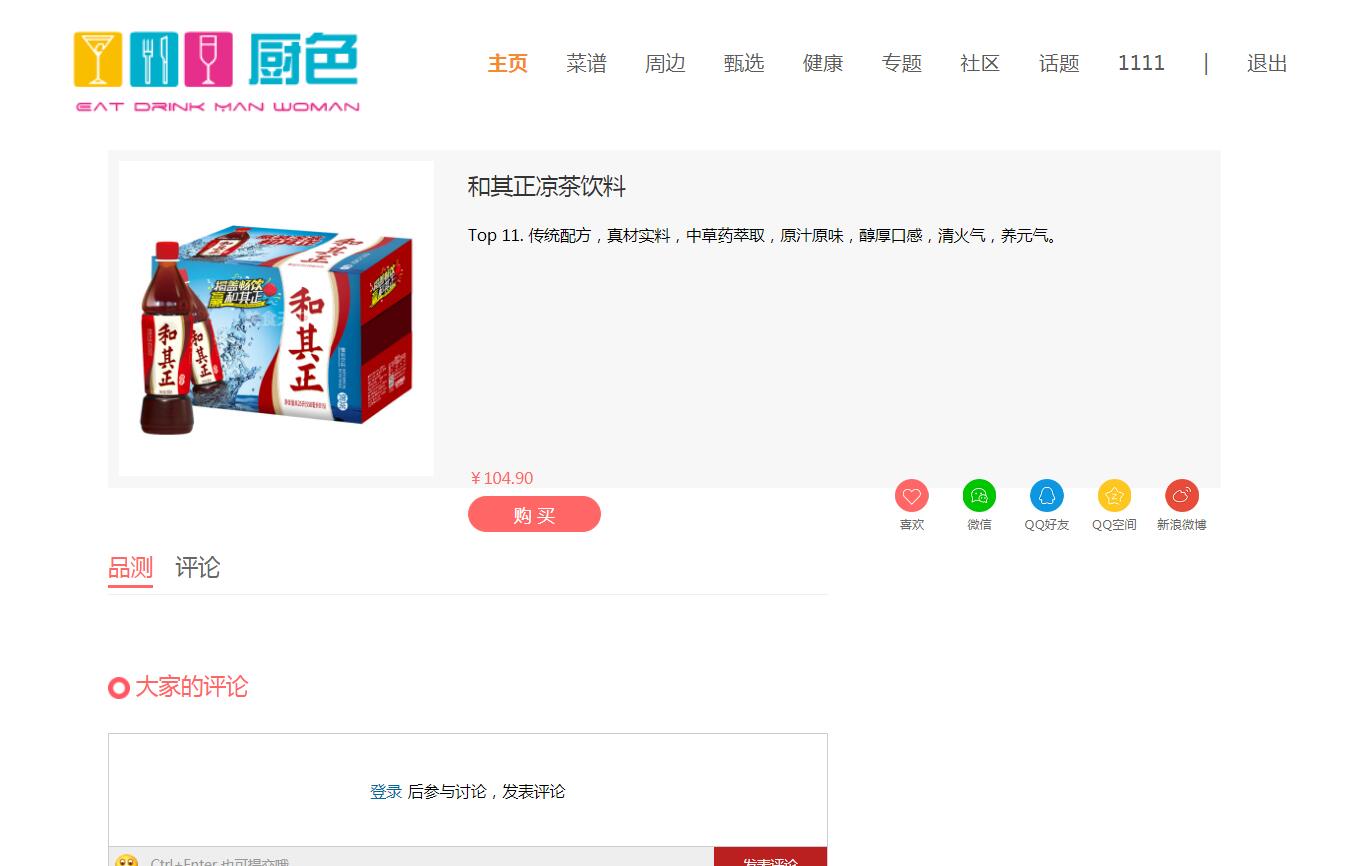 厨色
EAT DRINK MAN WOMAN
主页 菜谱 周边 甄选 健康 专题 社区 话题 1111 | 退出
和其正凉茶饮料
Top 11. 传统配方，真材实料，中草药萃取，原汁原味，醇厚口感，清火气，养元气。
揭盖畅饮
赢和其正
和其正
和其正
和其正
￥104.90
购 买
喜欢 微信 QQ好友 QQ空间 新浪微博
品测 评论
大家的评论
登录 后参与讨论，发表评论
Ctrl+Enter 也可提交哦
发表评论